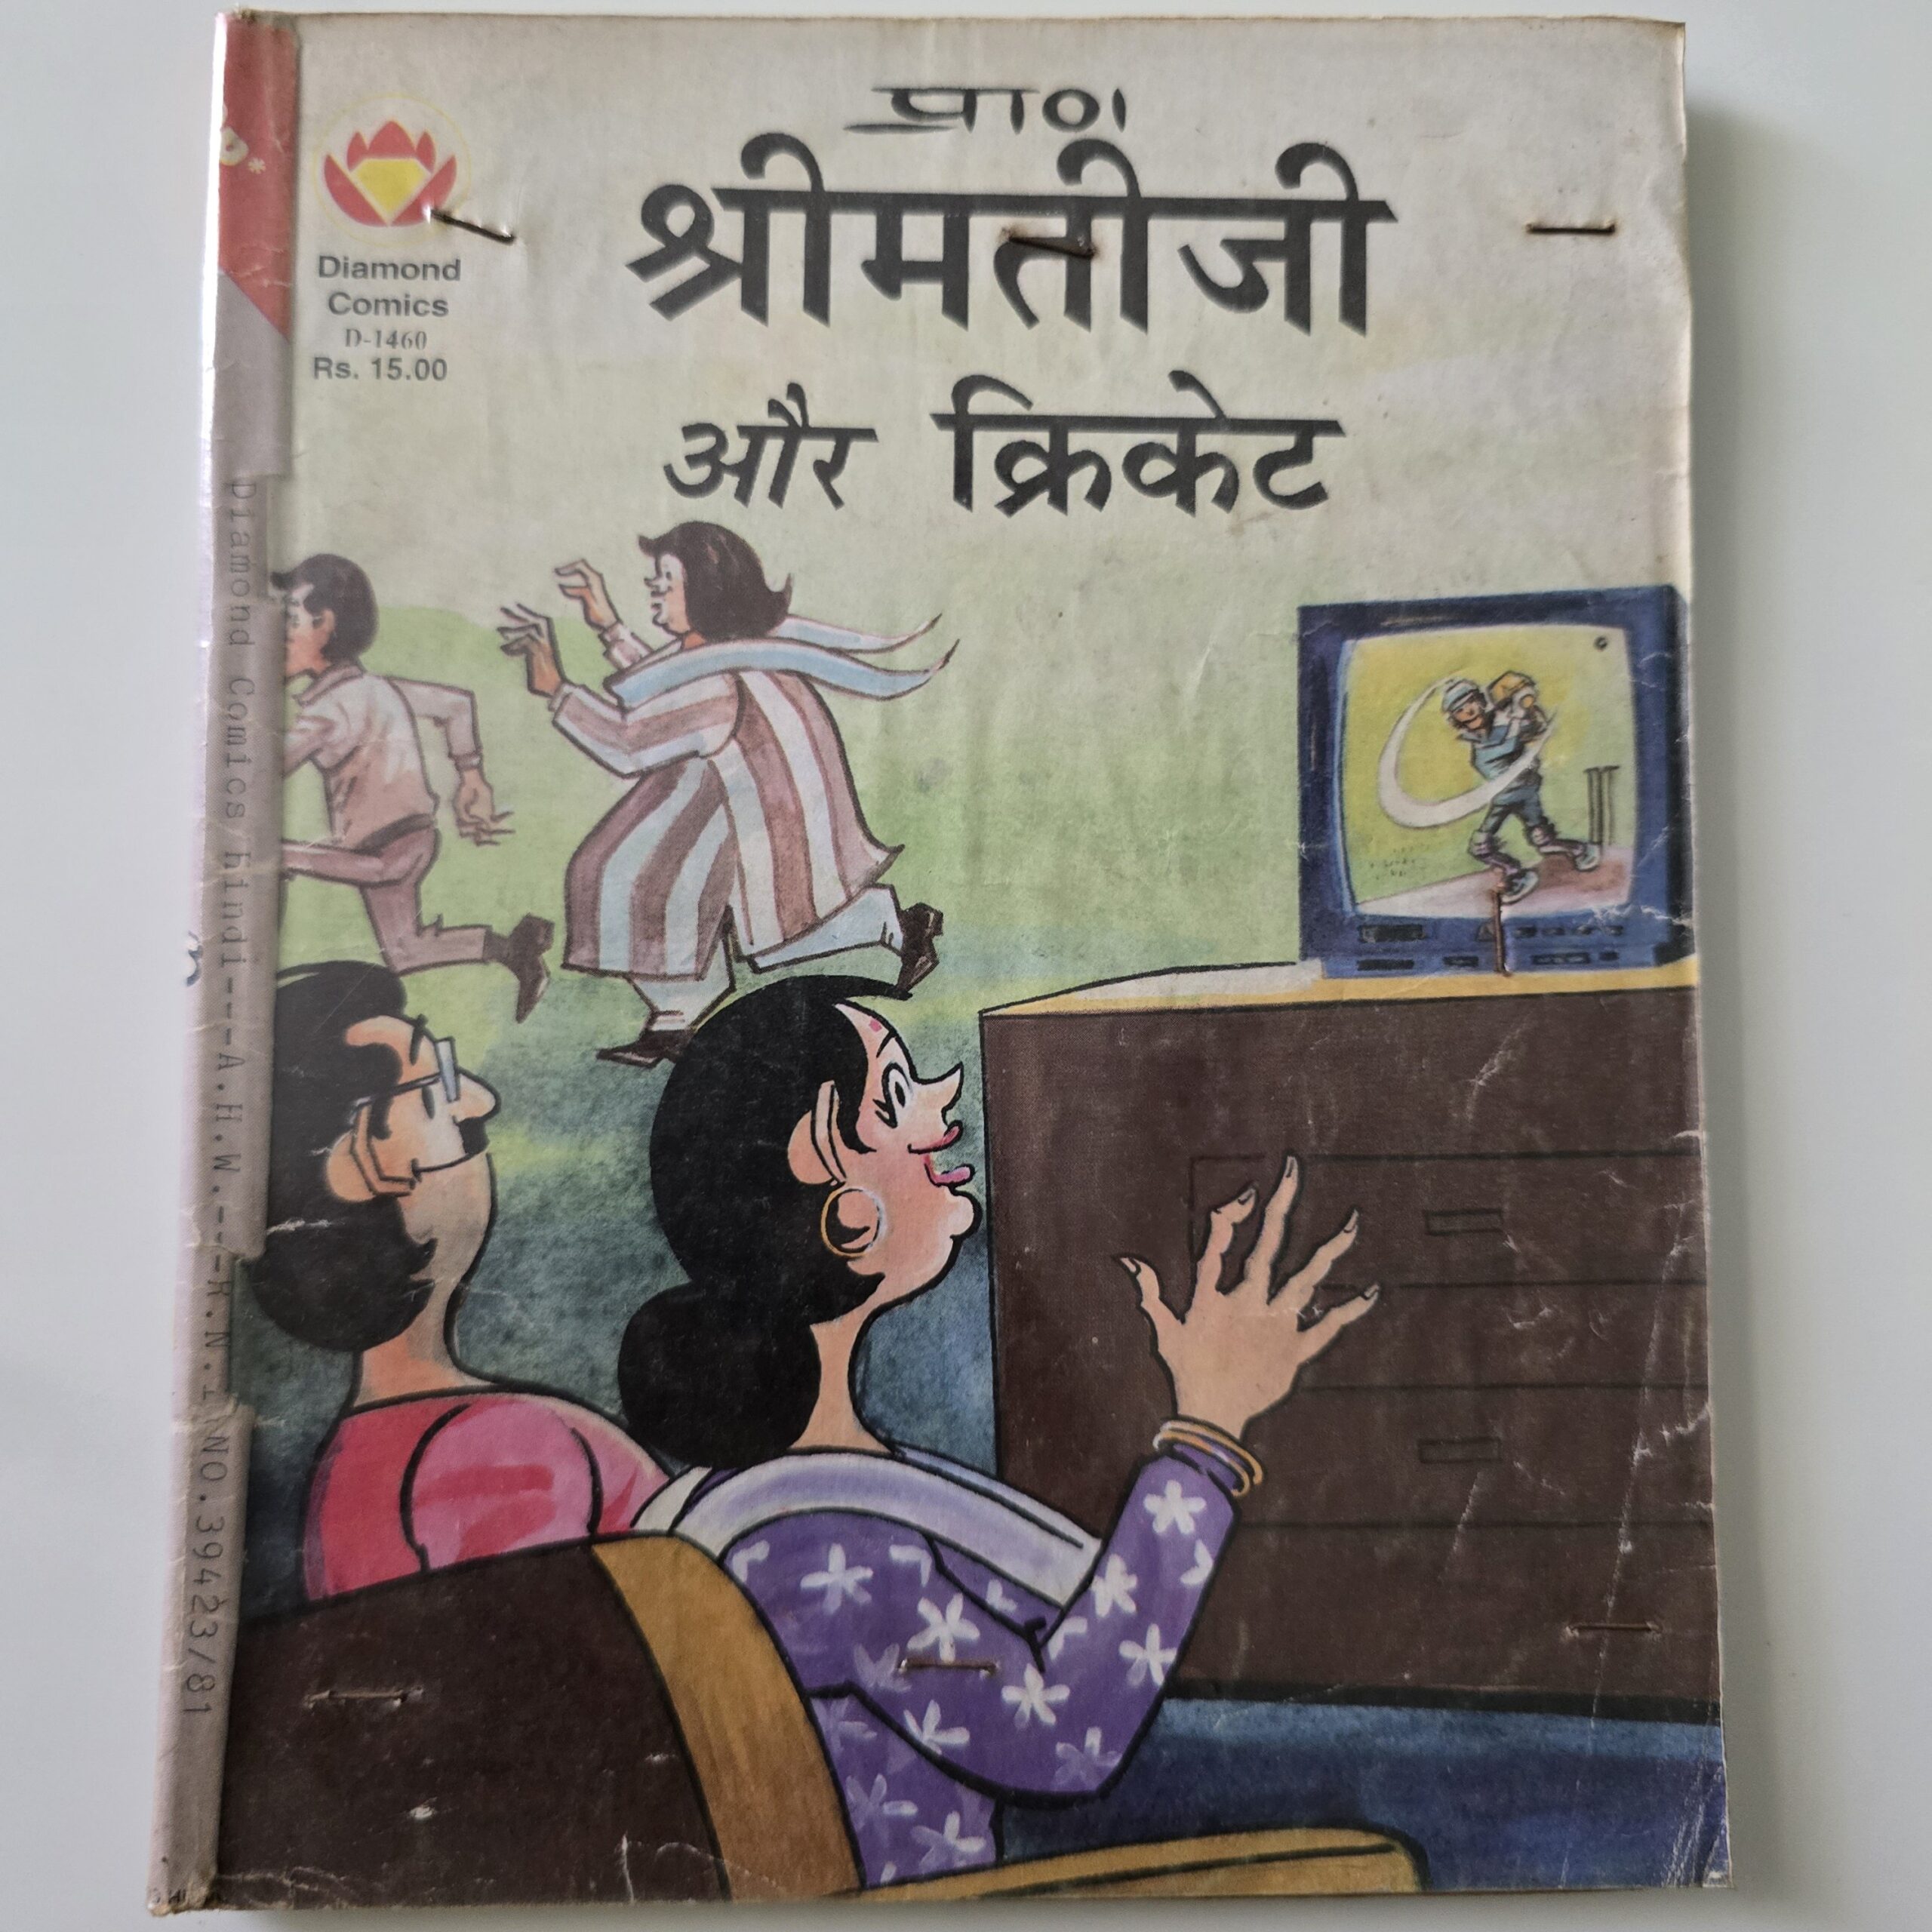 प्राण
श्रीमतीजी
और क्रिकेट
Diamond
Comics
D-1460
Rs. 15.00
Diamond Comics/hindi---A.H.W.---R.N.I.NO.39423/81